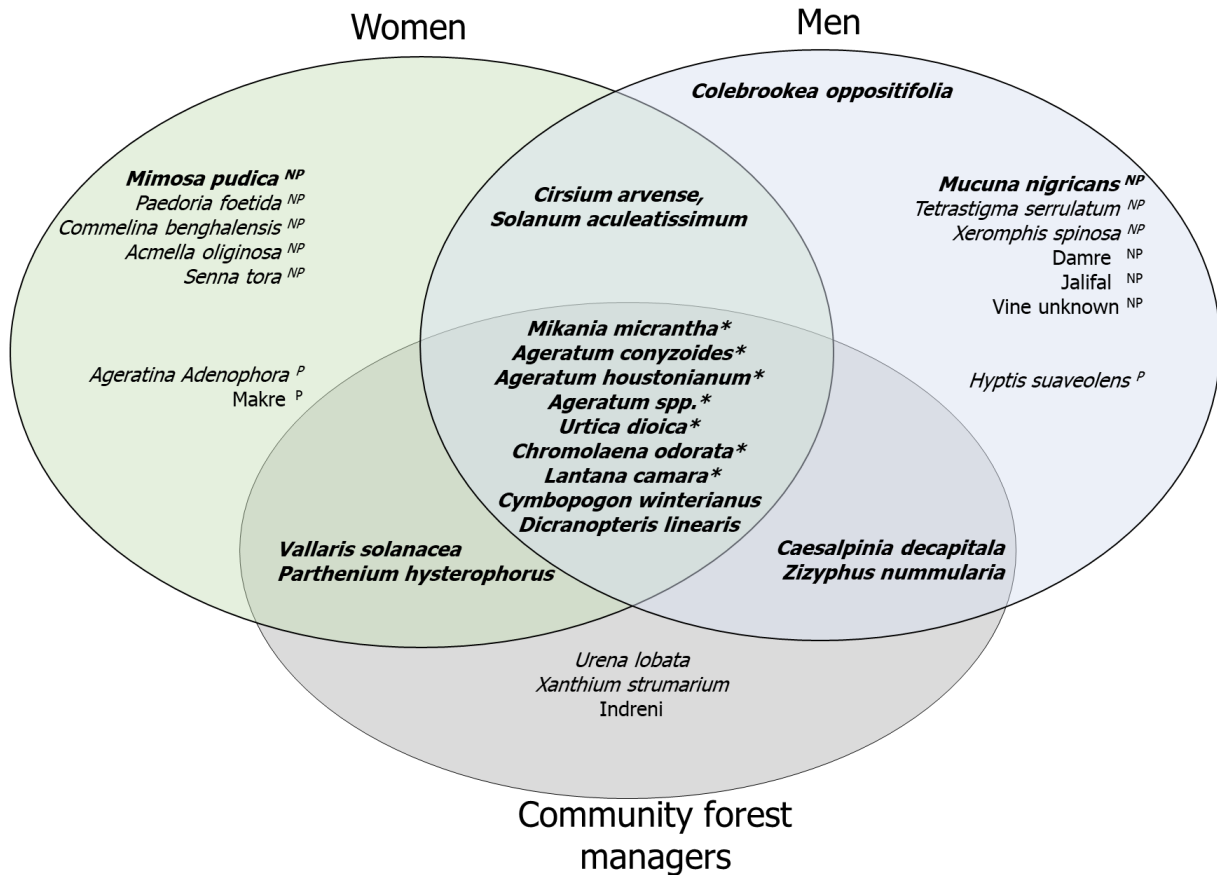 Women
Men
Colebrookea oppositifolia
Mimosa pudica NP
Paedoria foetida NP
Commelina benghalensis NP
Acmella oliginosa NP
Senna tora NP
Cirsium arvense,
Solanum aculeatissimum
Mucuna nigricans NP
Tetrastigma serrulatum NP
Xeromphis spinosa NP
Damre NP
Jalifal NP
Vine unknown NP
Ageratina Adenophora P
Makre P
Mikania micrantha*
Ageratum conyzoides*
Ageratum houstonianum*
Ageratum spp.*
Urtica dioica*
Chromolaena odorata*
Lantana camara*
Cymbopogon winterianus
Dicranopteris linearis
Hyptis suaveolens P
Vallaris solanacea
Parthenium hysterophorus
Caesalpinia decapitala
Zizyphus nummularia
Urena lobata
Xanthium strumarium
Indreni
Community forest
managers